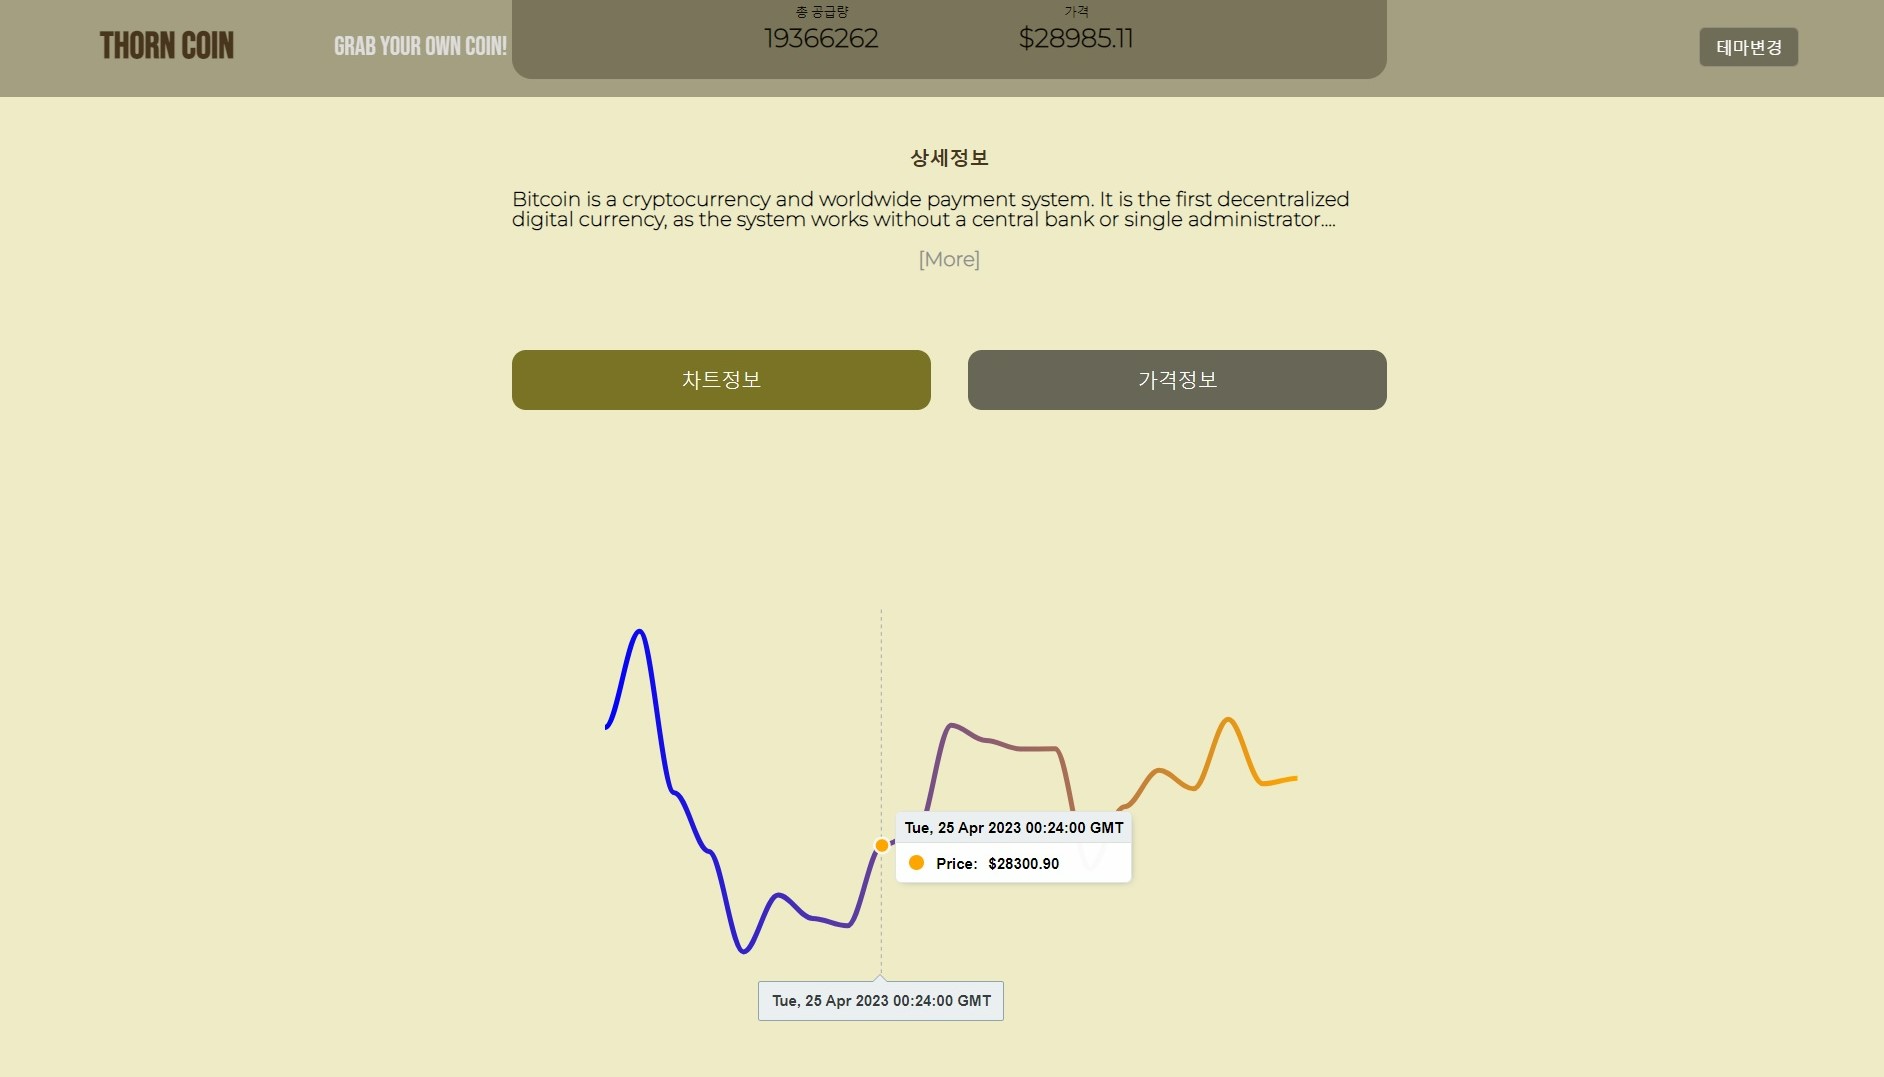 THORN COIN
GRAB YOUR OWN COIN!
총 공급량
19366262
가격
$28985.11
테마변경
상세정보
Bitcoin is a cryptocurrency and worldwide payment system. It is the first decentralized
digital currency, as the system works without a central bank or single administrator....
[More]
차트정보
가격정보
Tue, 25 Apr 2023 00:24:00 GMT
Price: $28300.90
Tue, 25 Apr 2023 00:24:00 GMT